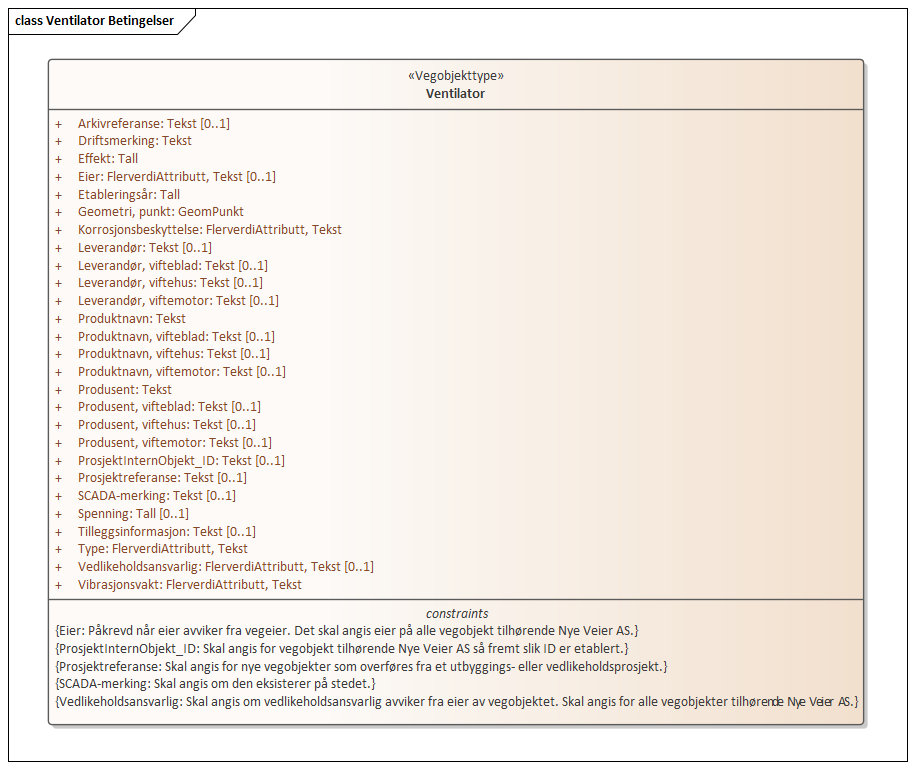 class Ventilator Betingelser
«Vegobjekttype»
Ventilator
+ Arkivreferanse: Tekst [0..1]
+ Driftsmerking: Tekst
+ Effekt: Tall
+ Eier: FlerverdiAttributt, Tekst [0..1]
+ Etableringsår: Tall
+ Geometri, punkt: GeomPunkt
+ Korrosjonsbeskyttelse: FlerverdiAttributt, Tekst
+ Leverandør: Tekst [0..1]
+ Leverandør, vifteblad: Tekst [0..1]
+ Leverandør, viftehus: Tekst [0..1]
+ Leverandør, viftemotor: Tekst [0..1]
+ Produktnavn: Tekst
+ Produktnavn, vifteblad: Tekst [0..1]
+ Produktnavn, viftehus: Tekst [0..1]
+ Produktnavn, viftemotor: Tekst [0..1]
+ Produsent: Tekst
+ Produsent, vifteblad: Tekst [0..1]
+ Produsent, viftehus: Tekst [0..1]
+ Produsent, viftemotor: Tekst [0..1]
+ ProsjektInternObjekt_ID: Tekst [0..1]
+ Prosjektreferanse: Tekst [0..1]
+ SCADA-merking: Tekst [0..1]
+ Spenning: Tall [0..1]
+ Tilleggsinformasjon: Tekst [0..1]
+ Type: FlerverdiAttributt, Tekst
+ Vedlikeholdsansvarlig: FlerverdiAttributt, Tekst [0..1]
+ Vibrasjonsvakt: FlerverdiAttributt, Tekst
constraints
{Eier: Påkrevd når eier avviker fra vegeier. Det skal angis eier på alle vegobjekt tilhørende Nye Veier AS.}
{ProsjektInternObjekt_ID: Skal angis for vegobjekt tilhørende Nye Veier AS så fremt slik ID er etablert.}
{Prosjektreferanse: Skal angis for nye vegobjekter som overføres fra et utbyggings- eller vedlikeholdsprosjekt.}
{SCADA-merking: Skal angis om den eksisterer på stedet.}
{Vedlikeholdsansvarlig: Skal angis om vedlikeholdsansvarlig avviker fra eier av vegobjektet. Skal angis for alle vegobjekter tilhørende Nye Veier AS.}